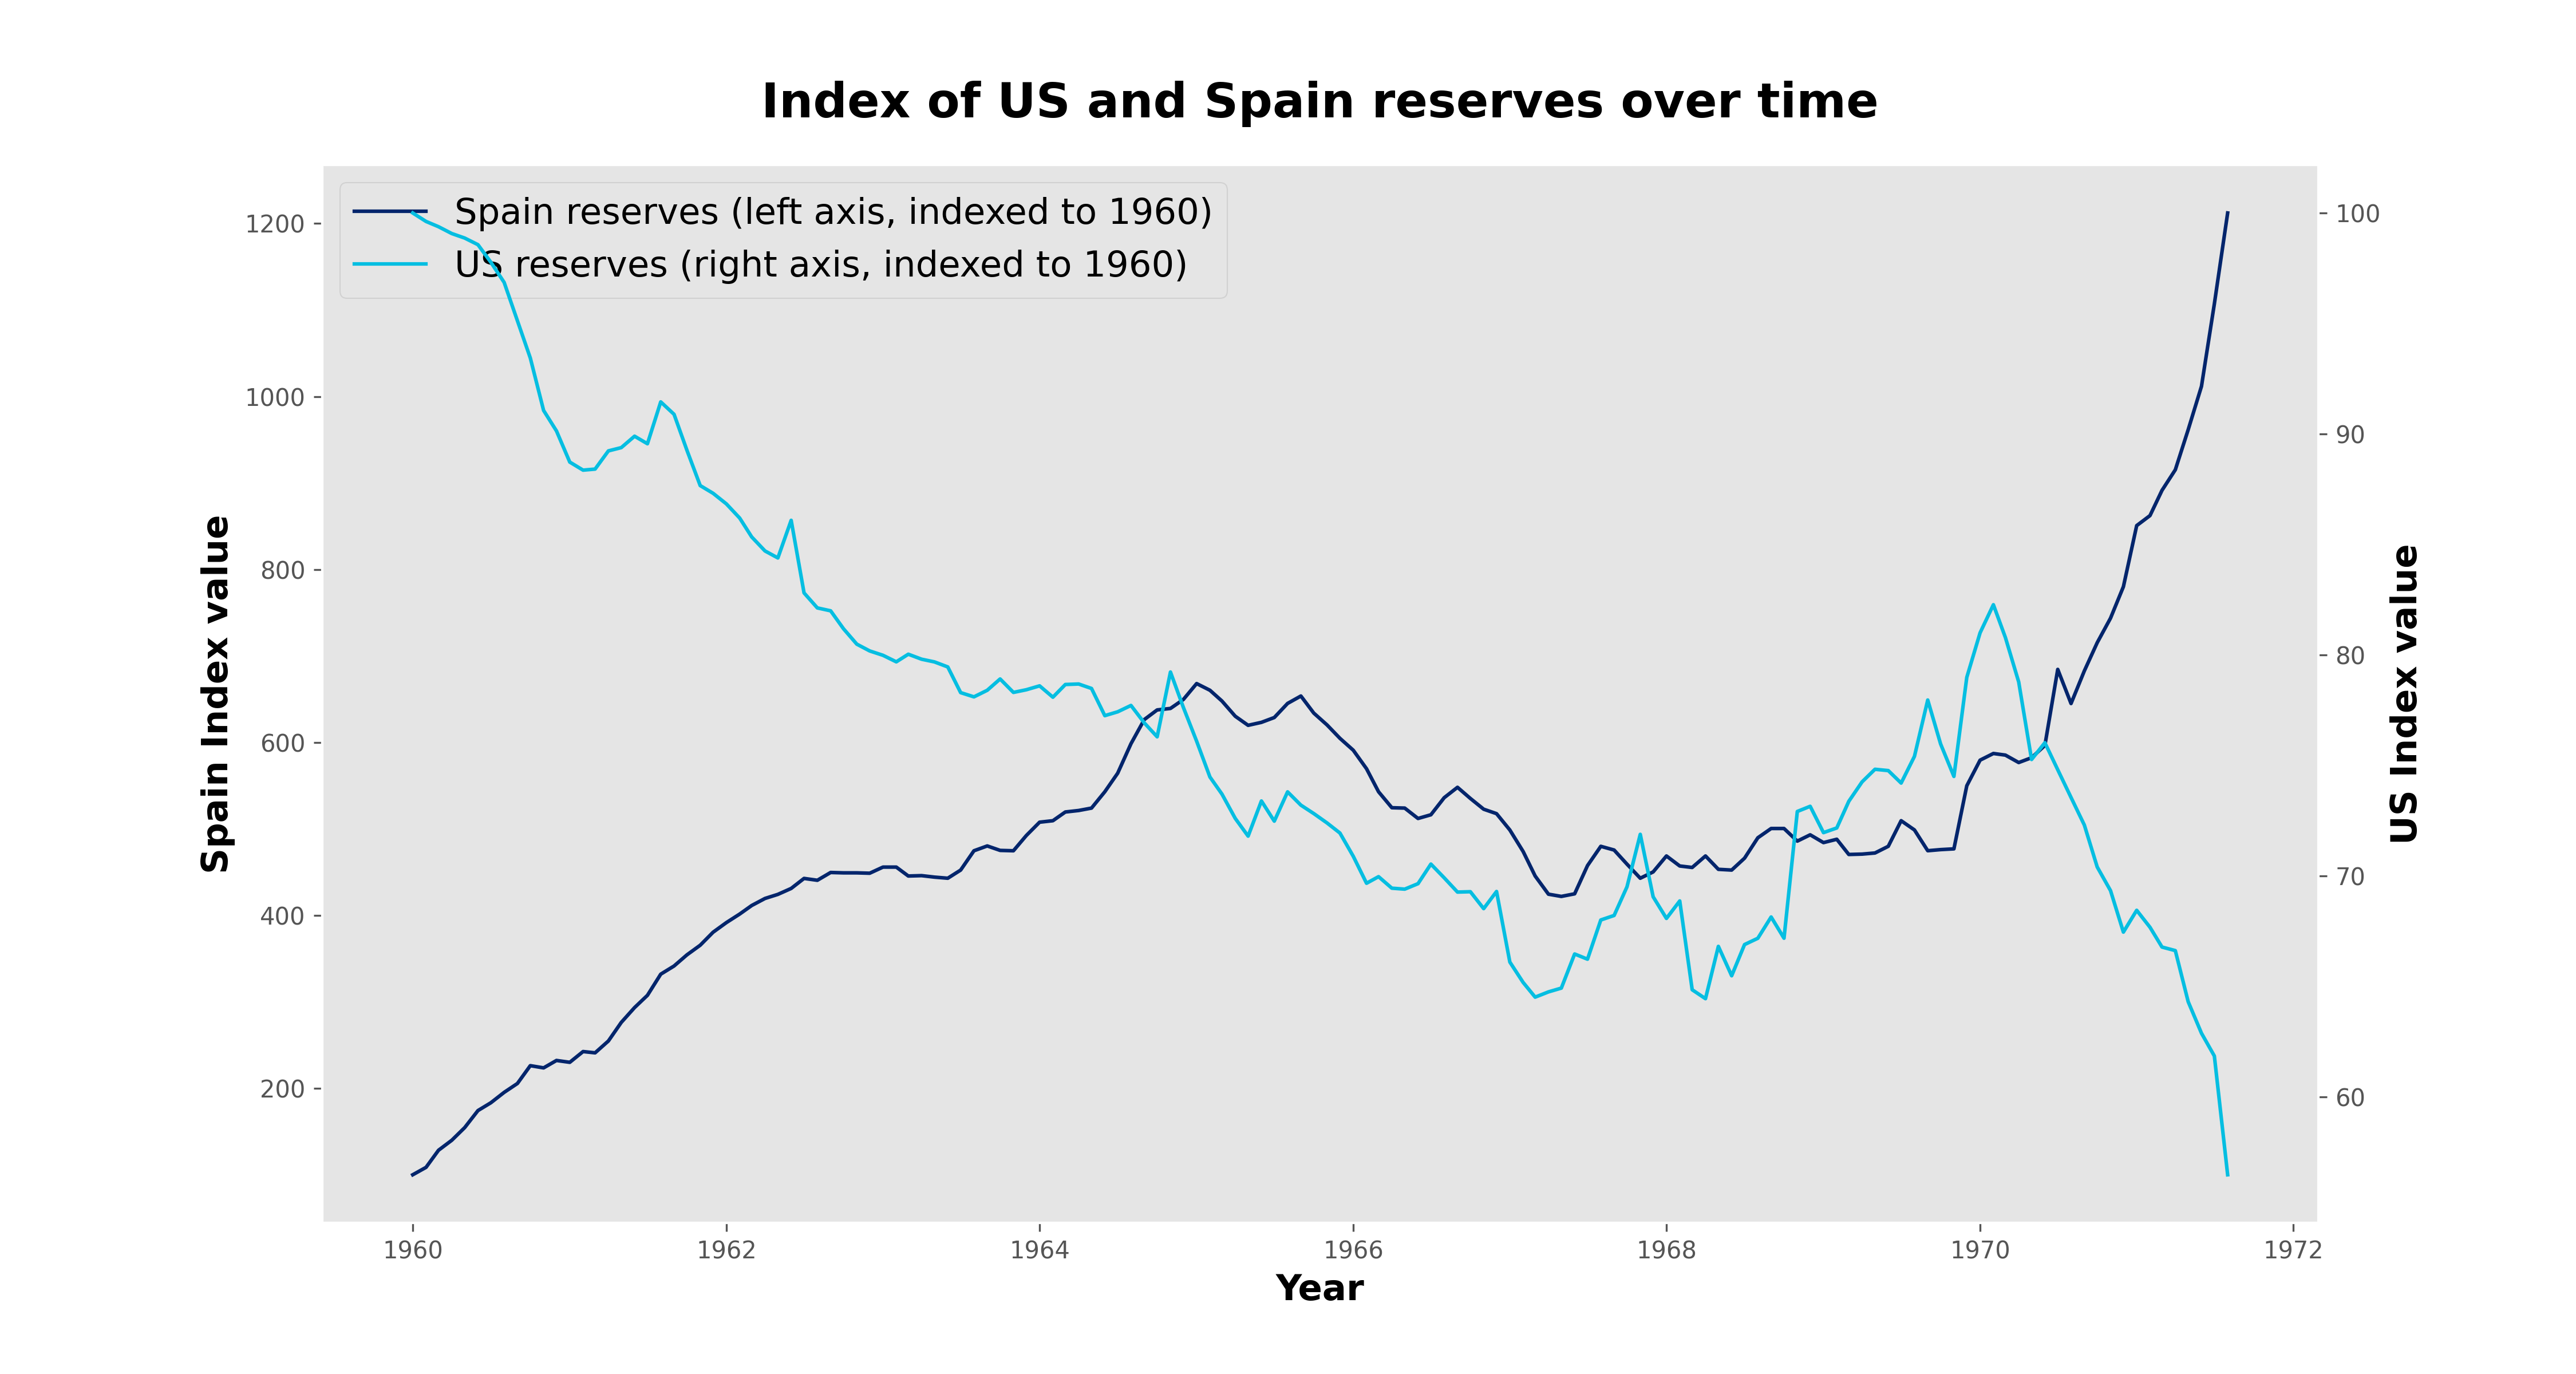 Index of US and Spain reserves over time
Spain reserves (left axis, indexed to 1960)
US reserves (right axis, indexed to 1960)
Spain Index value
1200
1000
800
600
400
200
100
90
80
70
60
US Index value
1960 1962 1964 1966 1968 1970 1972
Year